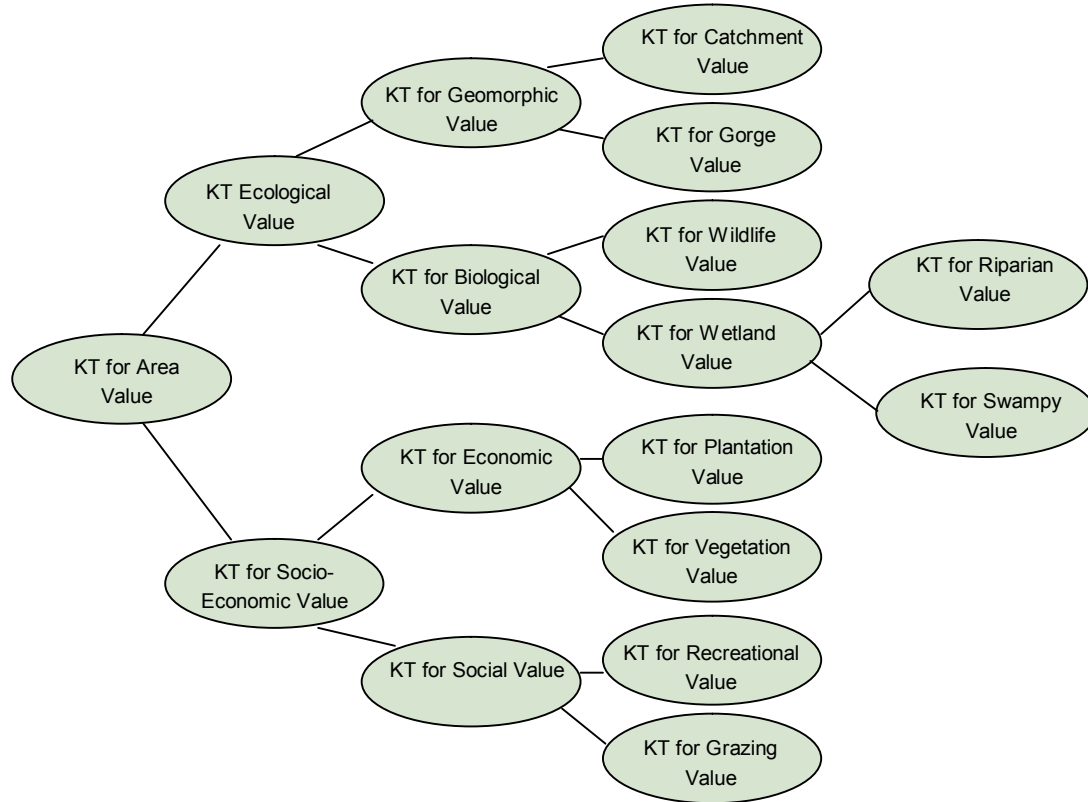 KT for Catchment
Value
KT for Geomorphic
Value
KT for Gorge
Value
KT Ecological
Value
KT for Wildlife
Value
KT for Biological
Value
KT for Riparian
Value
KT for Wetland
Value
KT for Area
Value
KT for Swampy
Value
KT for Economic
Value
KT for Plantation
Value
KT for Vegetation
Value
KT for Socio-
Economic Value
KT for Social Value
KT for Recreational
Value
KT for Grazing
Value